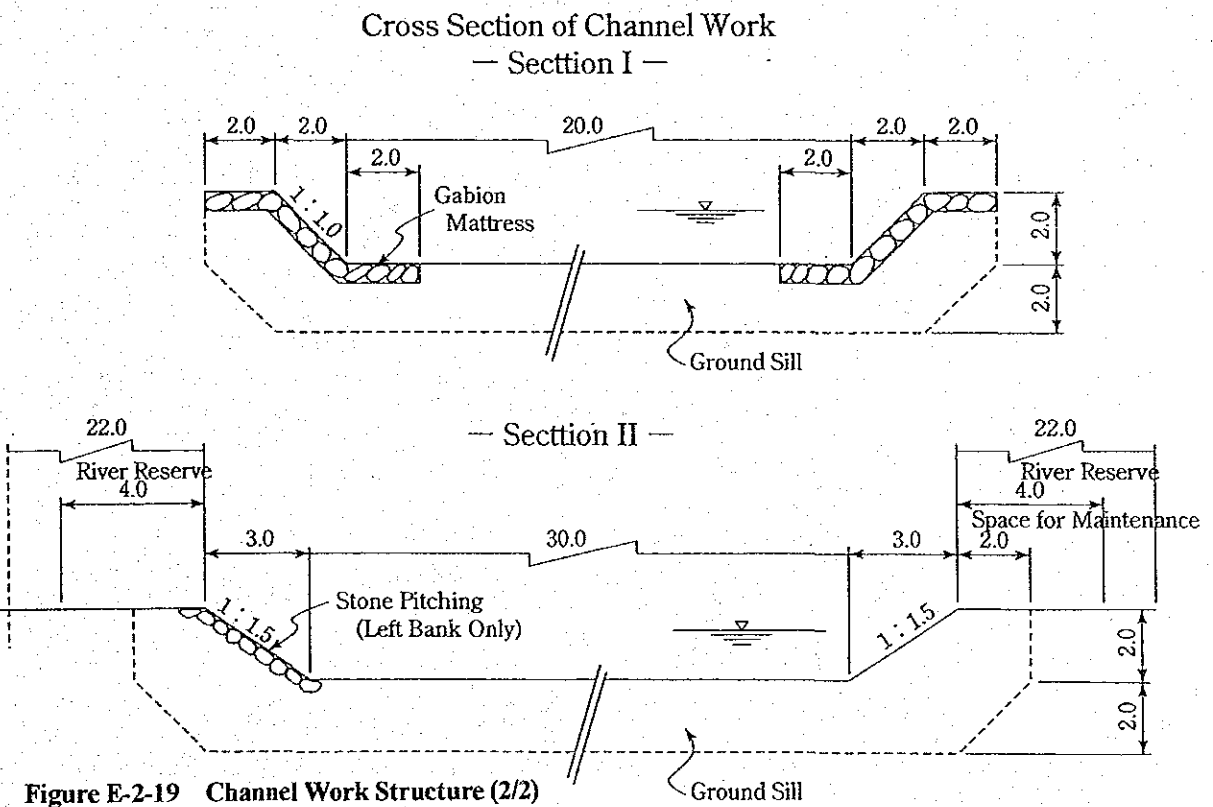 Cross Section of Channel Work
— Secttion I —
2.0 2.0 20.0 2.0 2.0
2.0 2.0
1 : 1.0
Gabion
Mattress
2.0
2.0
Ground Sill
— Secttion II —
22.0 22.0
River Reserve River Reserve
4.0 4.0
Space for Maintenance
3.0 30.0 3.0 2.0
1 : 1.5
Stone Pitching
(Left Bank Only)
1 : 1.5
2.0
2.0
Ground Sill
Figure E-2-19 Channel Work Structure (2/2)